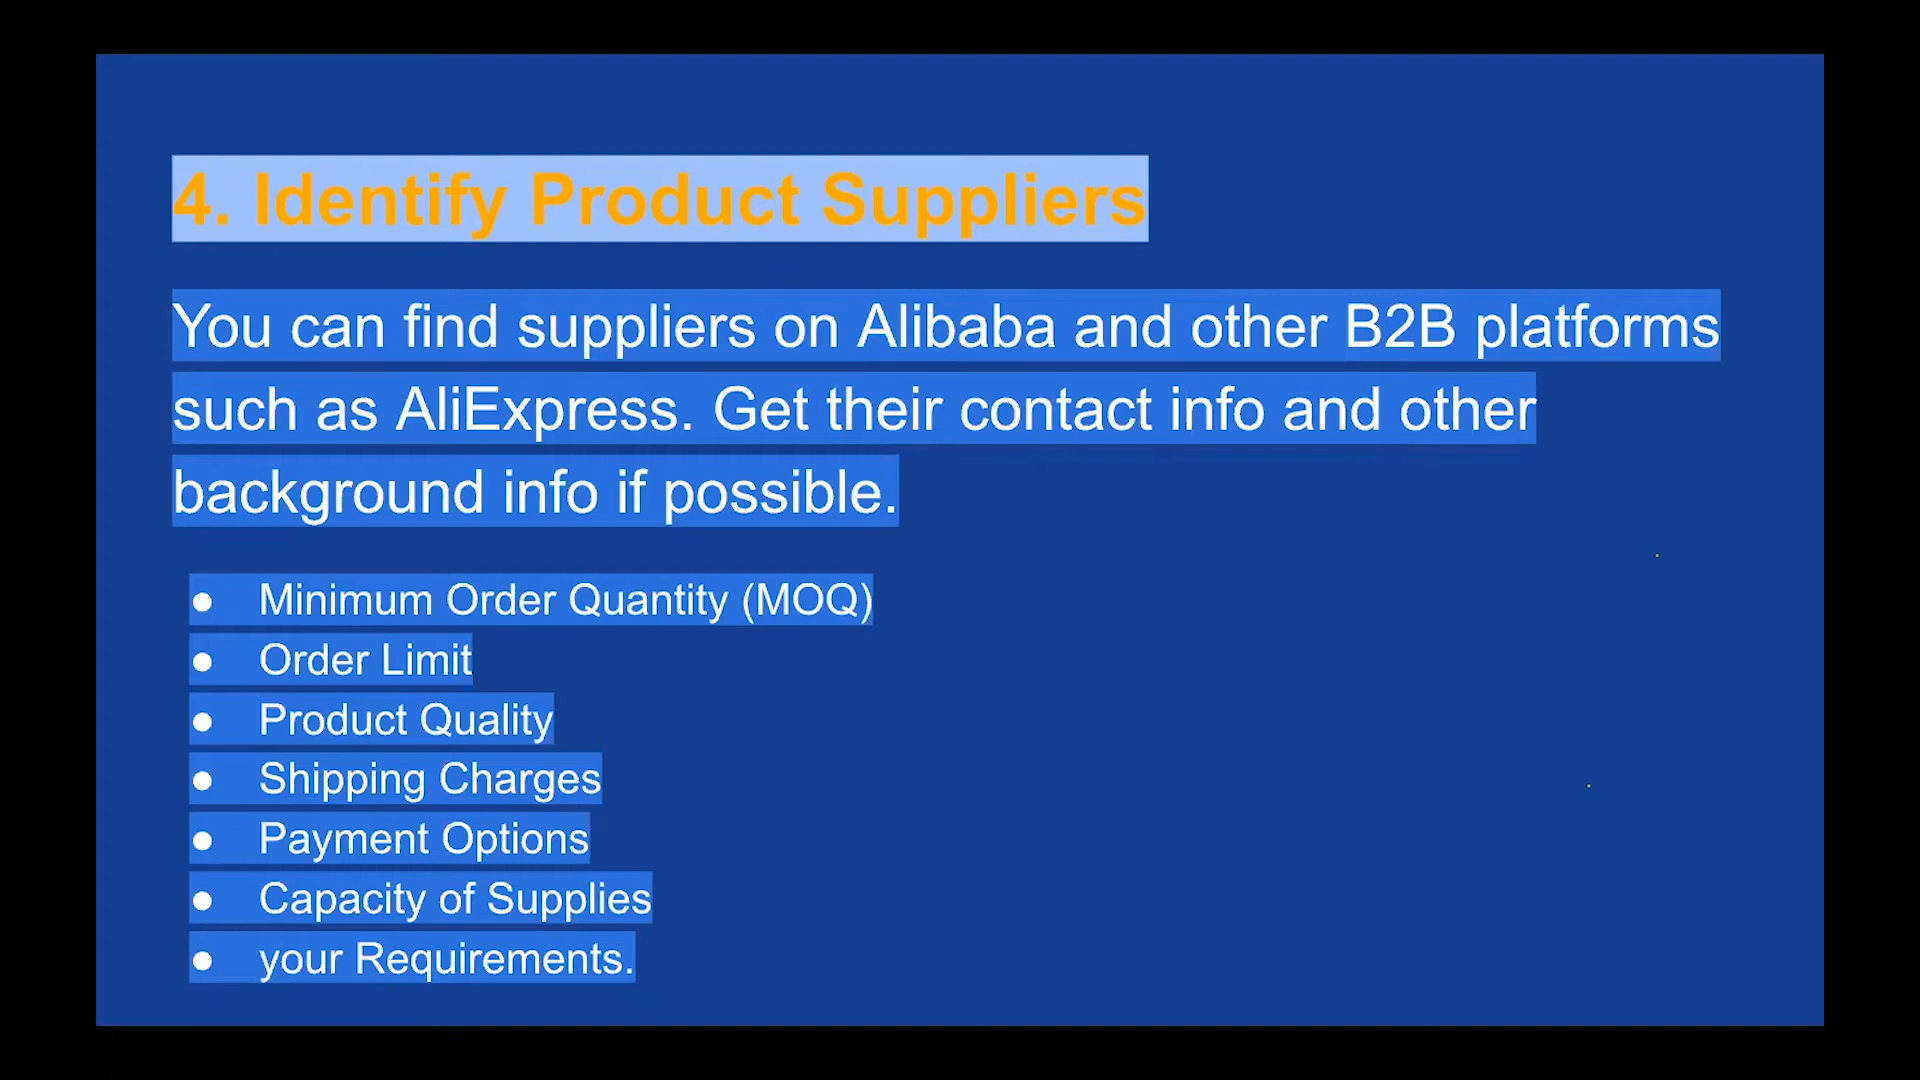 4. Identify Product Suppliers
You can find suppliers on Alibaba and other B2B platforms
such as AliExpress. Get their contact info and other
background info if possible.
● Minimum Order Quantity (MOQ)
● Order Limit
● Product Quality
● Shipping Charges
● Payment Options
● Capacity of Supplies
● your Requirements.